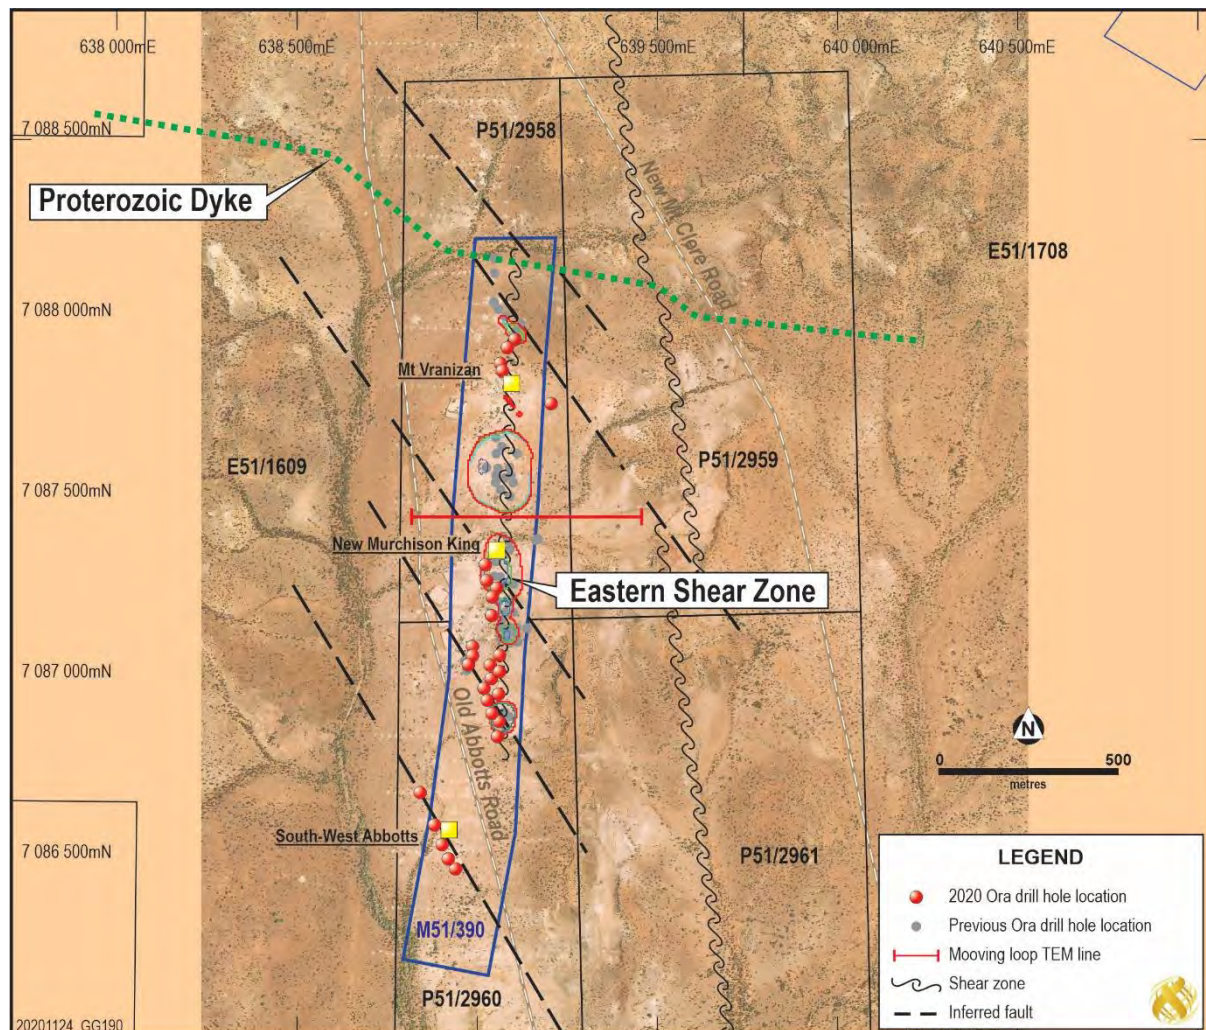 638 000mE
638 500mE
639 500mE
640 000mE
640 500mE
7 088 500mN
P51/2958
Proterozoic Dyke
New Mt Clere Road
E51/1708
7 088 000mN
Mt Vranizan
E51/1609
P51/2959
7 087 500mN
New Murchison King
Eastern Shear Zone
7 087 000mN
Old Abbotts Road
N
0
500
metres
South-West Abbotts
7 086 500mN
P51/2961
M51/390
P51/2960
20201124_GG190
LEGEND
2020 Ora drill hole location
Previous Ora drill hole location
Mooving loop TEM line
Shear zone
Inferred fault